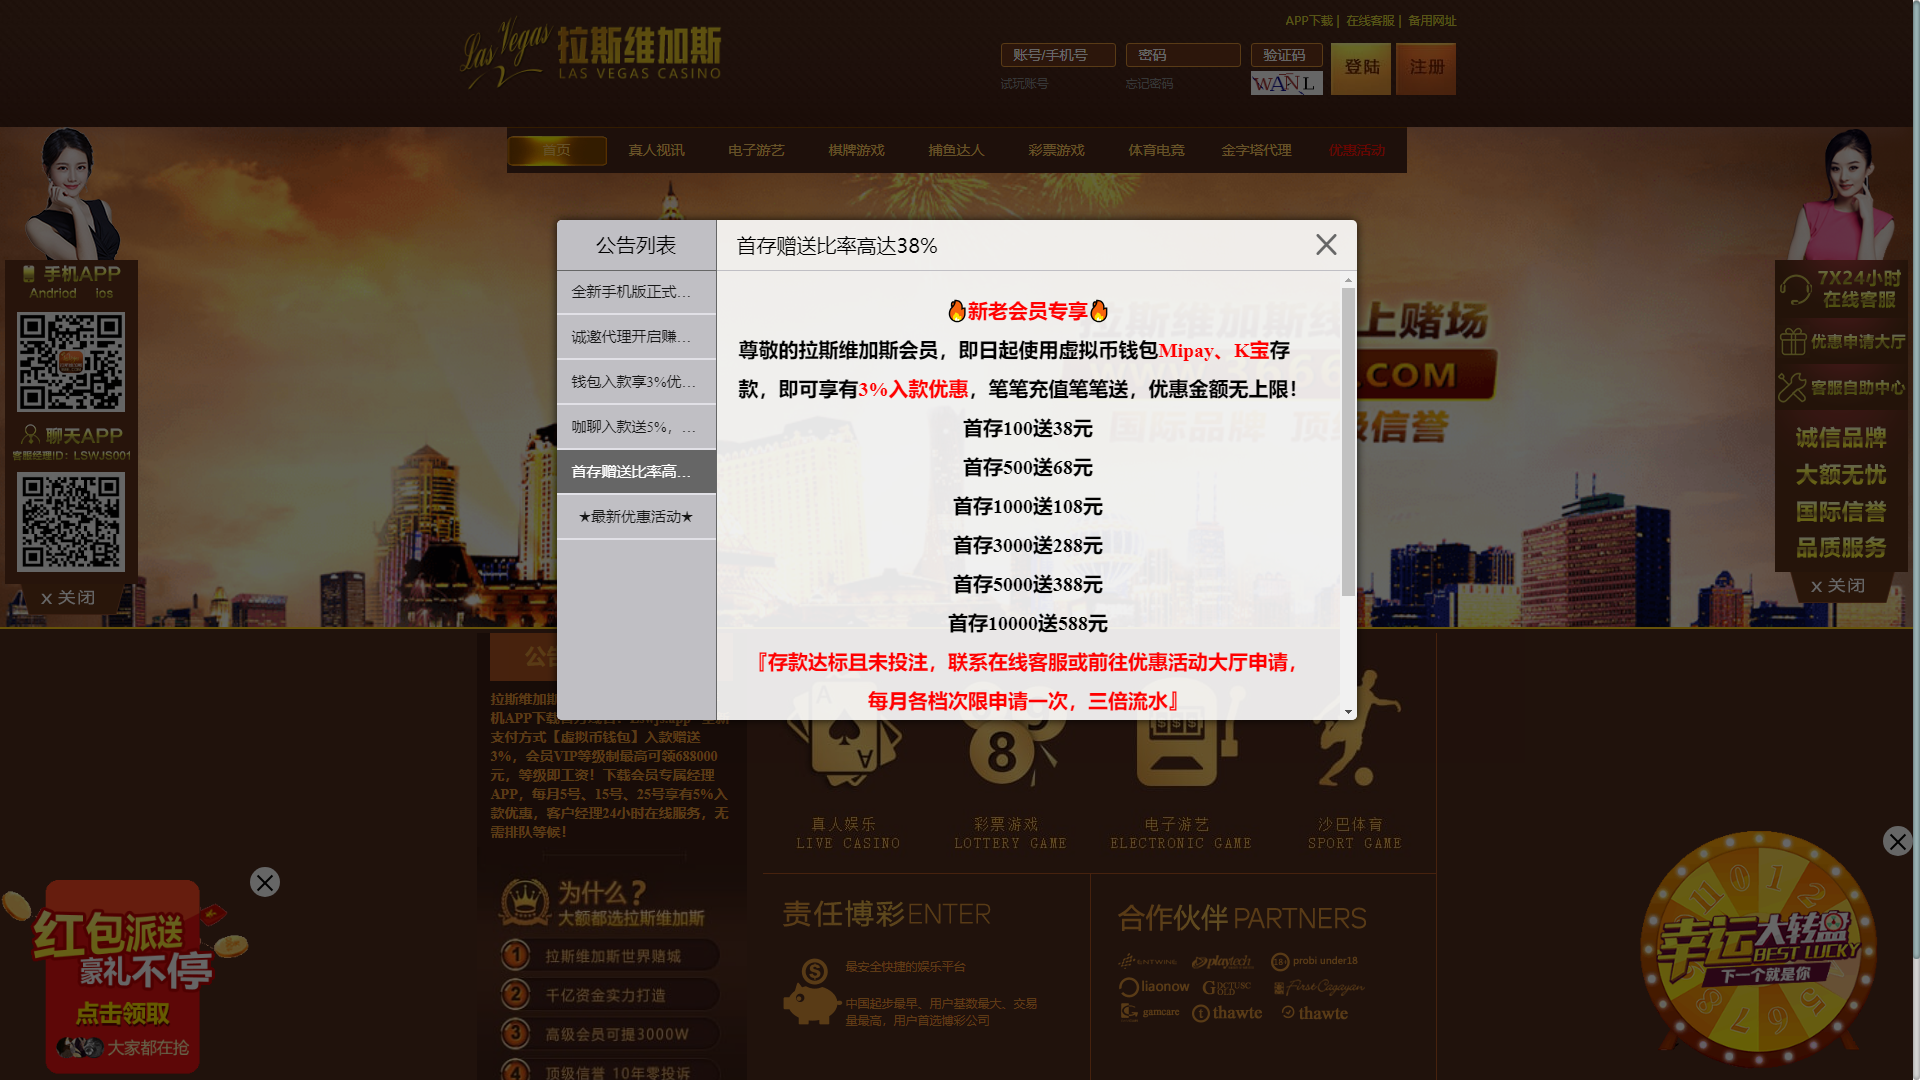 Las Vegas 拉斯维加斯
LAS VEGAS CASINO
APP下载 | 在线客服 | 备用网址
账号/手机号 密码 验证码 登陆 注册
试玩账号 忘记密码 WANL
首页 真人视讯 电子游艺 棋牌游戏 捕鱼达人 彩票游戏 体育电竞 金字塔代理 优惠活动
手机APP
Andriod ios
聊天APP
客服经理ID：LSWJS001
x 关闭
7X24小时
在线客服
优惠申请大厅
客服自助中心
诚信品牌
大额无忧
国际信誉
品质服务
x 关闭
公告列表
全新手机版正式...
诚邀代理开启赚...
钱包入款享3%优...
咖聊入款送5%，...
首存赠送比率高...
★最新优惠活动★
首存赠送比率高达38%
🔥新老会员专享🔥
尊敬的拉斯维加斯会员，即日起使用虚拟币钱包Mipay、K宝存
款，即可享有3%入款优惠，笔笔充值笔笔送，优惠金额无上限！
首存100送38元
首存500送68元
首存1000送108元
首存3000送288元
首存5000送388元
首存10000送588元
『存款达标且未投注，联系在线客服或前往优惠活动大厅申请，
每月各档次限申请一次，三倍流水』
拉斯维加斯线上赌场
.COM
国际品牌 顶级信誉
支付方式【虚拟币钱包】入款赠送
3%，会员VIP等级制最高可领688000
元，等级即工资！下载会员专属经理
APP，每月5号、15号、25号享有5%入
款优惠，客户经理24小时在线服务，无
需排队等候！
为什么？
大额都选拉斯维加斯
1 拉斯维加斯世界赌城
2 千亿资金实力打造
3 高级会员可提3000W
4 顶级信誉 10年零投诉
真人娱乐
LIVE CASINO
彩票游戏
LOTTERY GAME
电子游艺
ELECTRONIC GAME
沙巴体育
SPORT GAME
责任博彩ENTER
最安全快捷的娱乐平台
中国起步最早、用户基数最大、交易
量最高，用户首选博彩公司
合作伙伴 PARTNERS
ENTWINE playtech 18+ probi under18
liaonow GPCTUSC GOLD First Cagayan
gamcare thawte thawte
红包派送
豪礼不停
点击领取
大家都在抢
幸运大转盘
BEST LUCKY
下一个就是你